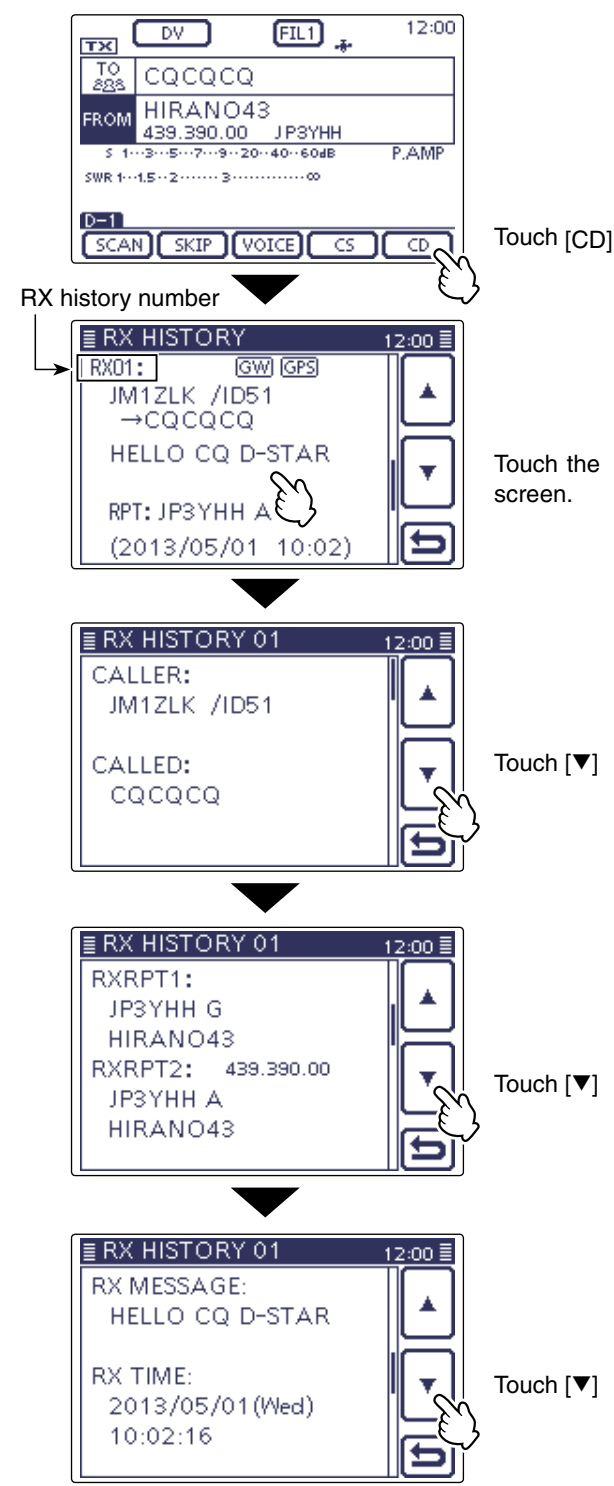 DV FIL1 12:00
TX
TO CQCQCQ
FROM HIRANO43
439.390.00 JP3YHH
S 1··3··5··7··9··20··40··60dB P.AMP
SWR 1···1.5··2·······3·············∞
D-1
SCAN SKIP VOICE CS CD
Touch [CD]
RX history number
RX HISTORY 12:00
RX01: GW GPS
JM1ZLK /ID51
→CQCQCQ
HELLO CQ D-STAR
RPT: JP3YHH A
(2013/05/01 10:02)
▲
▼
Touch the
screen.
RX HISTORY 01 12:00
CALLER:
JM1ZLK /ID51
CALLED:
CQCQCQ
▲
▼
Touch [▼]
RX HISTORY 01 12:00
RXRPT1:
JP3YHH G
HIRANO43
RXRPT2: 439.390.00
JP3YHH A
HIRANO43
▲
▼
Touch [▼]
RX HISTORY 01 12:00
RX MESSAGE:
HELLO CQ D-STAR
RX TIME:
2013/05/01(Wed)
10:02:16
▲
▼
Touch [▼]